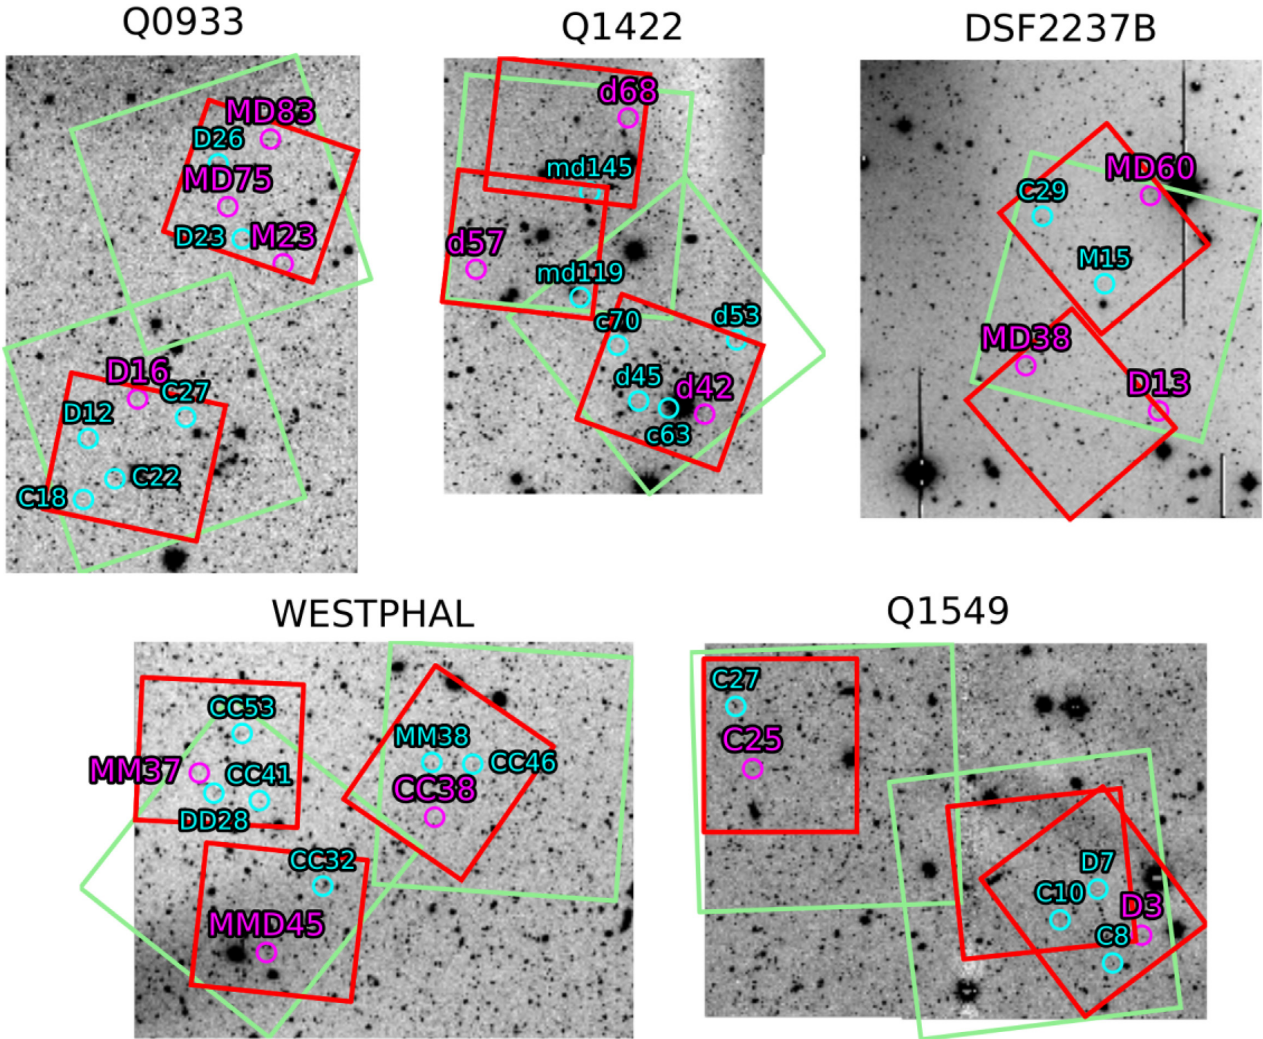 Q0933
MD83
D26
MD75
D23
M23
D16
C27
D12
C22
C18
Q1422
d68
md145
d57
md119
c70
d53
d45
d42
c63
DSF2237B
C29
MD60
M15
MD38
D13
WESTPHAL
CC53
MM37
CC41
DD28
MM38
CC46
CC38
CC32
MMD45
Q1549
C27
C25
D7
C10
D3
C8